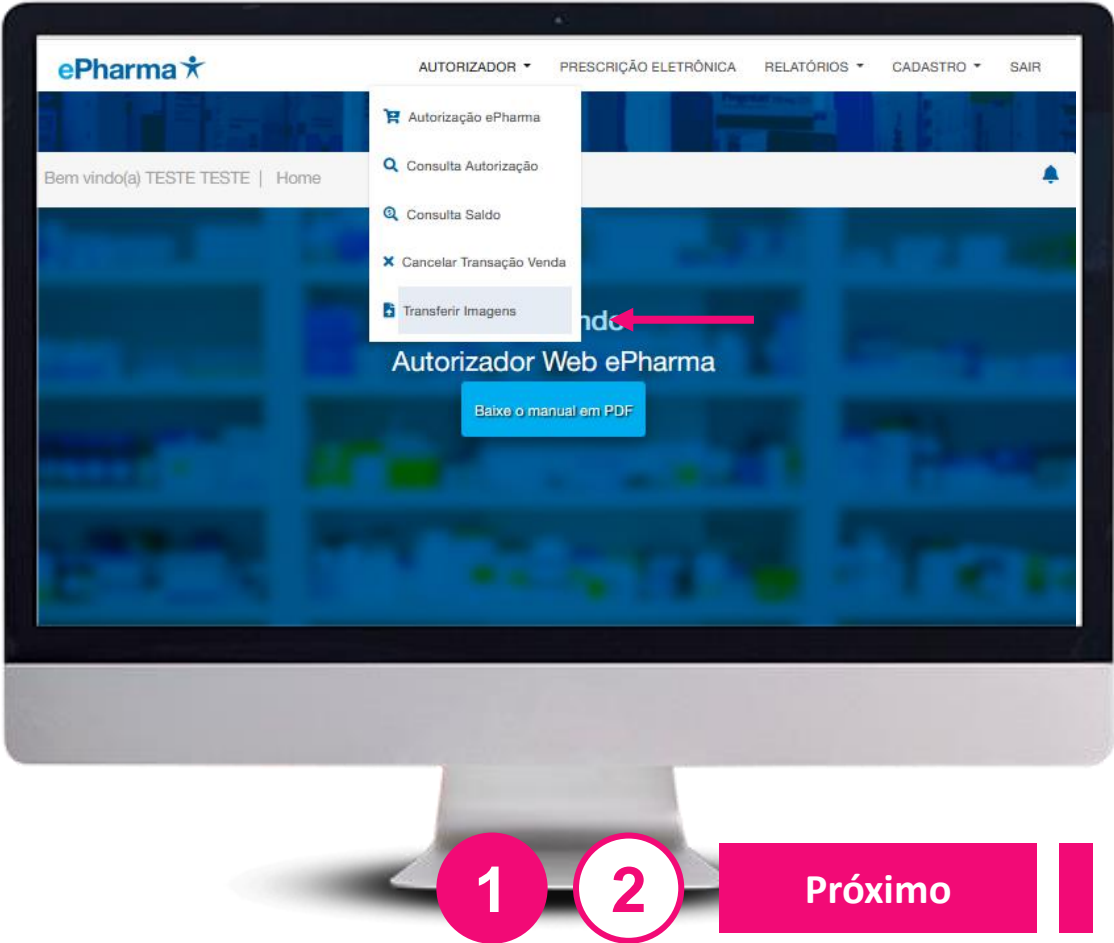 ePharma
AUTORIZADOR PRESCRIÇÃO ELETRÔNICA RELATÓRIOS CADASTRO SAIR
Autorização ePharma
Bem vindo(a) TESTE TESTE | Home
Consulta Autorização
Consulta Saldo
Cancelar Transação Venda
Transferir Imagens
ndo
Autorizador Web ePharma
Baixe o manual em PDF
1 2 Próximo